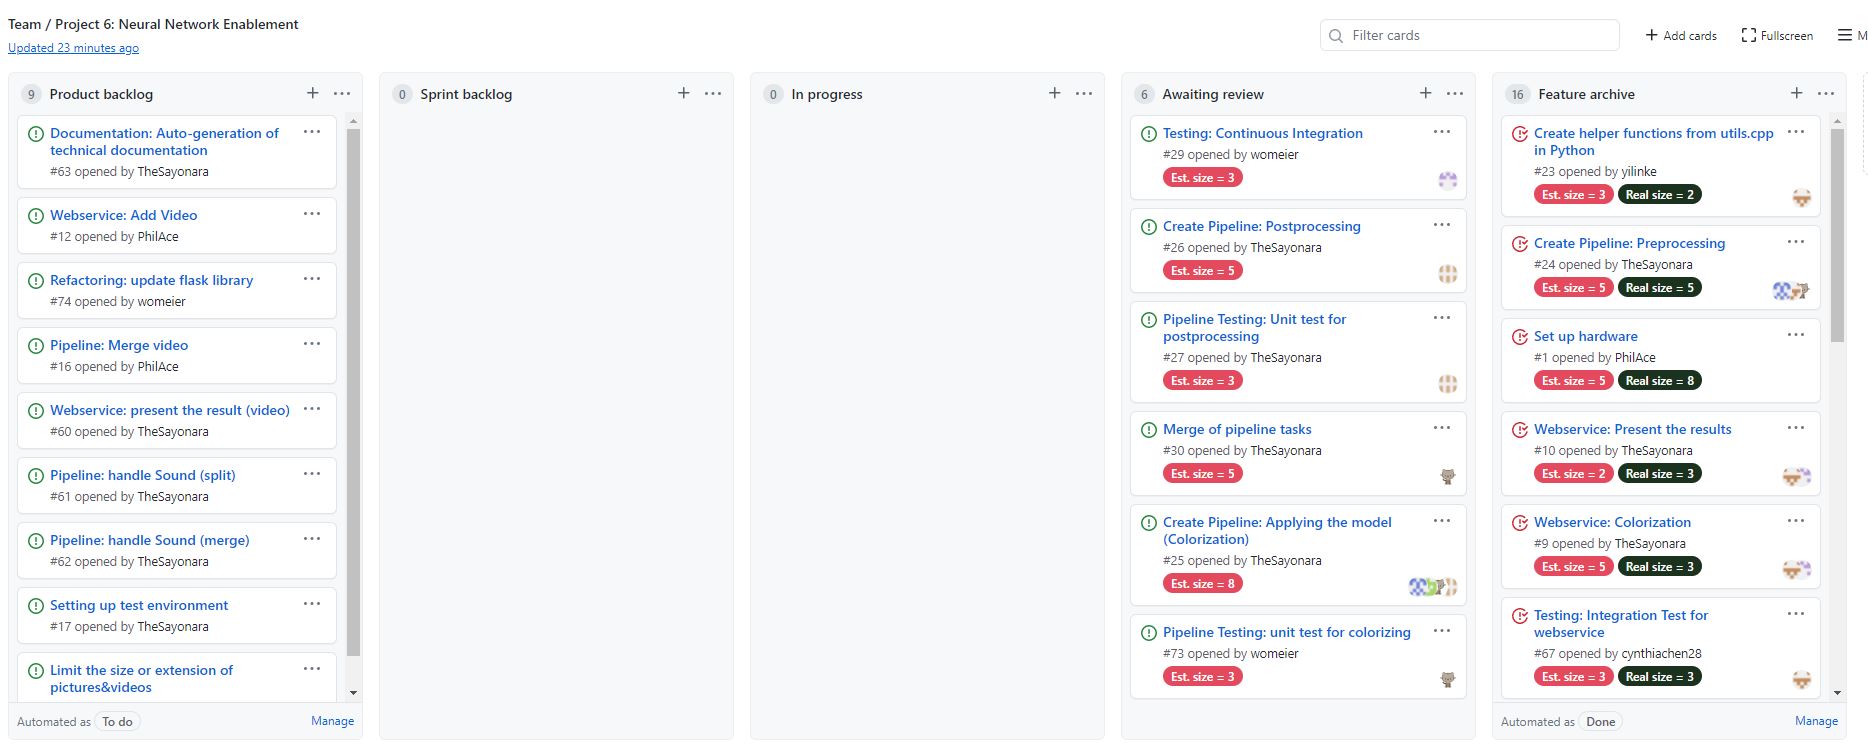 Team / Project 6: Neural Network Enablement
Updated 23 minutes ago
Filter cards
Add cards
Fullscreen
M
9 Product backlog
Documentation: Auto-generation of
technical documentation
#63 opened by TheSayonara
Webservice: Add Video
#12 opened by PhilAce
Refactoring: update flask library
#74 opened by womeier
Pipeline: Merge video
#16 opened by PhilAce
Webservice: present the result (video)
#60 opened by TheSayonara
Pipeline: handle Sound (split)
#61 opened by TheSayonara
Pipeline: handle Sound (merge)
#62 opened by TheSayonara
Setting up test environment
#17 opened by TheSayonara
Limit the size or extension of
pictures&videos
Automated as To do
Manage
0 Sprint backlog
0 In progress
6 Awaiting review
Testing: Continuous Integration
#29 opened by womeier
Est. size = 3
Create Pipeline: Postprocessing
#26 opened by TheSayonara
Est. size = 5
Pipeline Testing: Unit test for
postprocessing
#27 opened by TheSayonara
Est. size = 3
Merge of pipeline tasks
#30 opened by TheSayonara
Est. size = 5
Create Pipeline: Applying the model
(Colorization)
#25 opened by TheSayonara
Est. size = 8
Pipeline Testing: unit test for colorizing
#73 opened by womeier
Est. size = 3
16 Feature archive
Create helper functions from utils.cpp
in Python
#23 opened by yilinke
Est. size = 3 Real size = 2
Create Pipeline: Preprocessing
#24 opened by TheSayonara
Est. size = 5 Real size = 5
Set up hardware
#1 opened by PhilAce
Est. size = 5 Real size = 8
Webservice: Present the results
#10 opened by TheSayonara
Est. size = 2 Real size = 3
Webservice: Colorization
#9 opened by TheSayonara
Est. size = 5 Real size = 3
Testing: Integration Test for
webservice
#67 opened by cynthiachen28
Est. size = 3 Real size = 3
Automated as Done
Manage